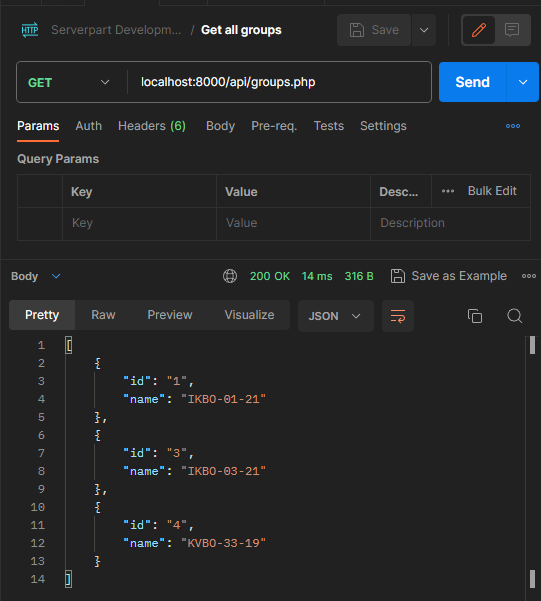 HTTP Serverpart Developm... / Get all groups Save
GET localhost:8000/api/groups.php Send
Params Auth Headers (6) Body Pre-req. Tests Settings
Query Params
Key Value Desc... Bulk Edit
Key Value Description
Body 200 OK 14 ms 316 B Save as Example
Pretty Raw Preview Visualize JSON
1 [
2 {
3 "id": "1",
4 "name": "IKBO-01-21"
5 },
6 {
7 "id": "3",
8 "name": "IKBO-03-21"
9 },
10 {
11 "id": "4",
12 "name": "KVBO-33-19"
13 }
14 ]